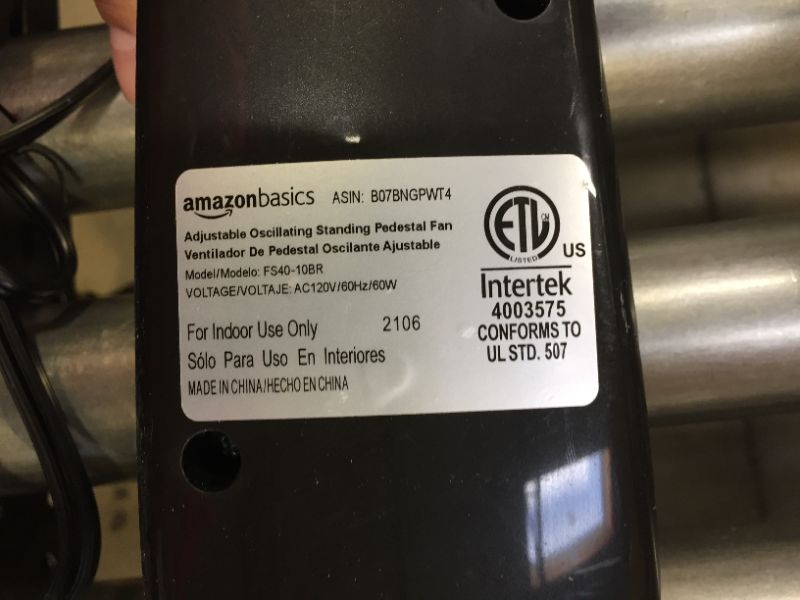 amazonbasics ASIN: B07BNGPWT4
Adjustable Oscillating Standing Pedestal Fan
Ventilador De Pedestal Oscilante Ajustable
Model/Modelo: FS40-10BR
VOLTAGE/VOLTAJE: AC120V/60Hz/60W
For Indoor Use Only 2106
Sólo Para Uso En Interiores
MADE IN CHINA/HECHO EN CHINA
ETL CM
LISTED
US
Intertek
4003575
CONFORMS TO
UL STD. 507